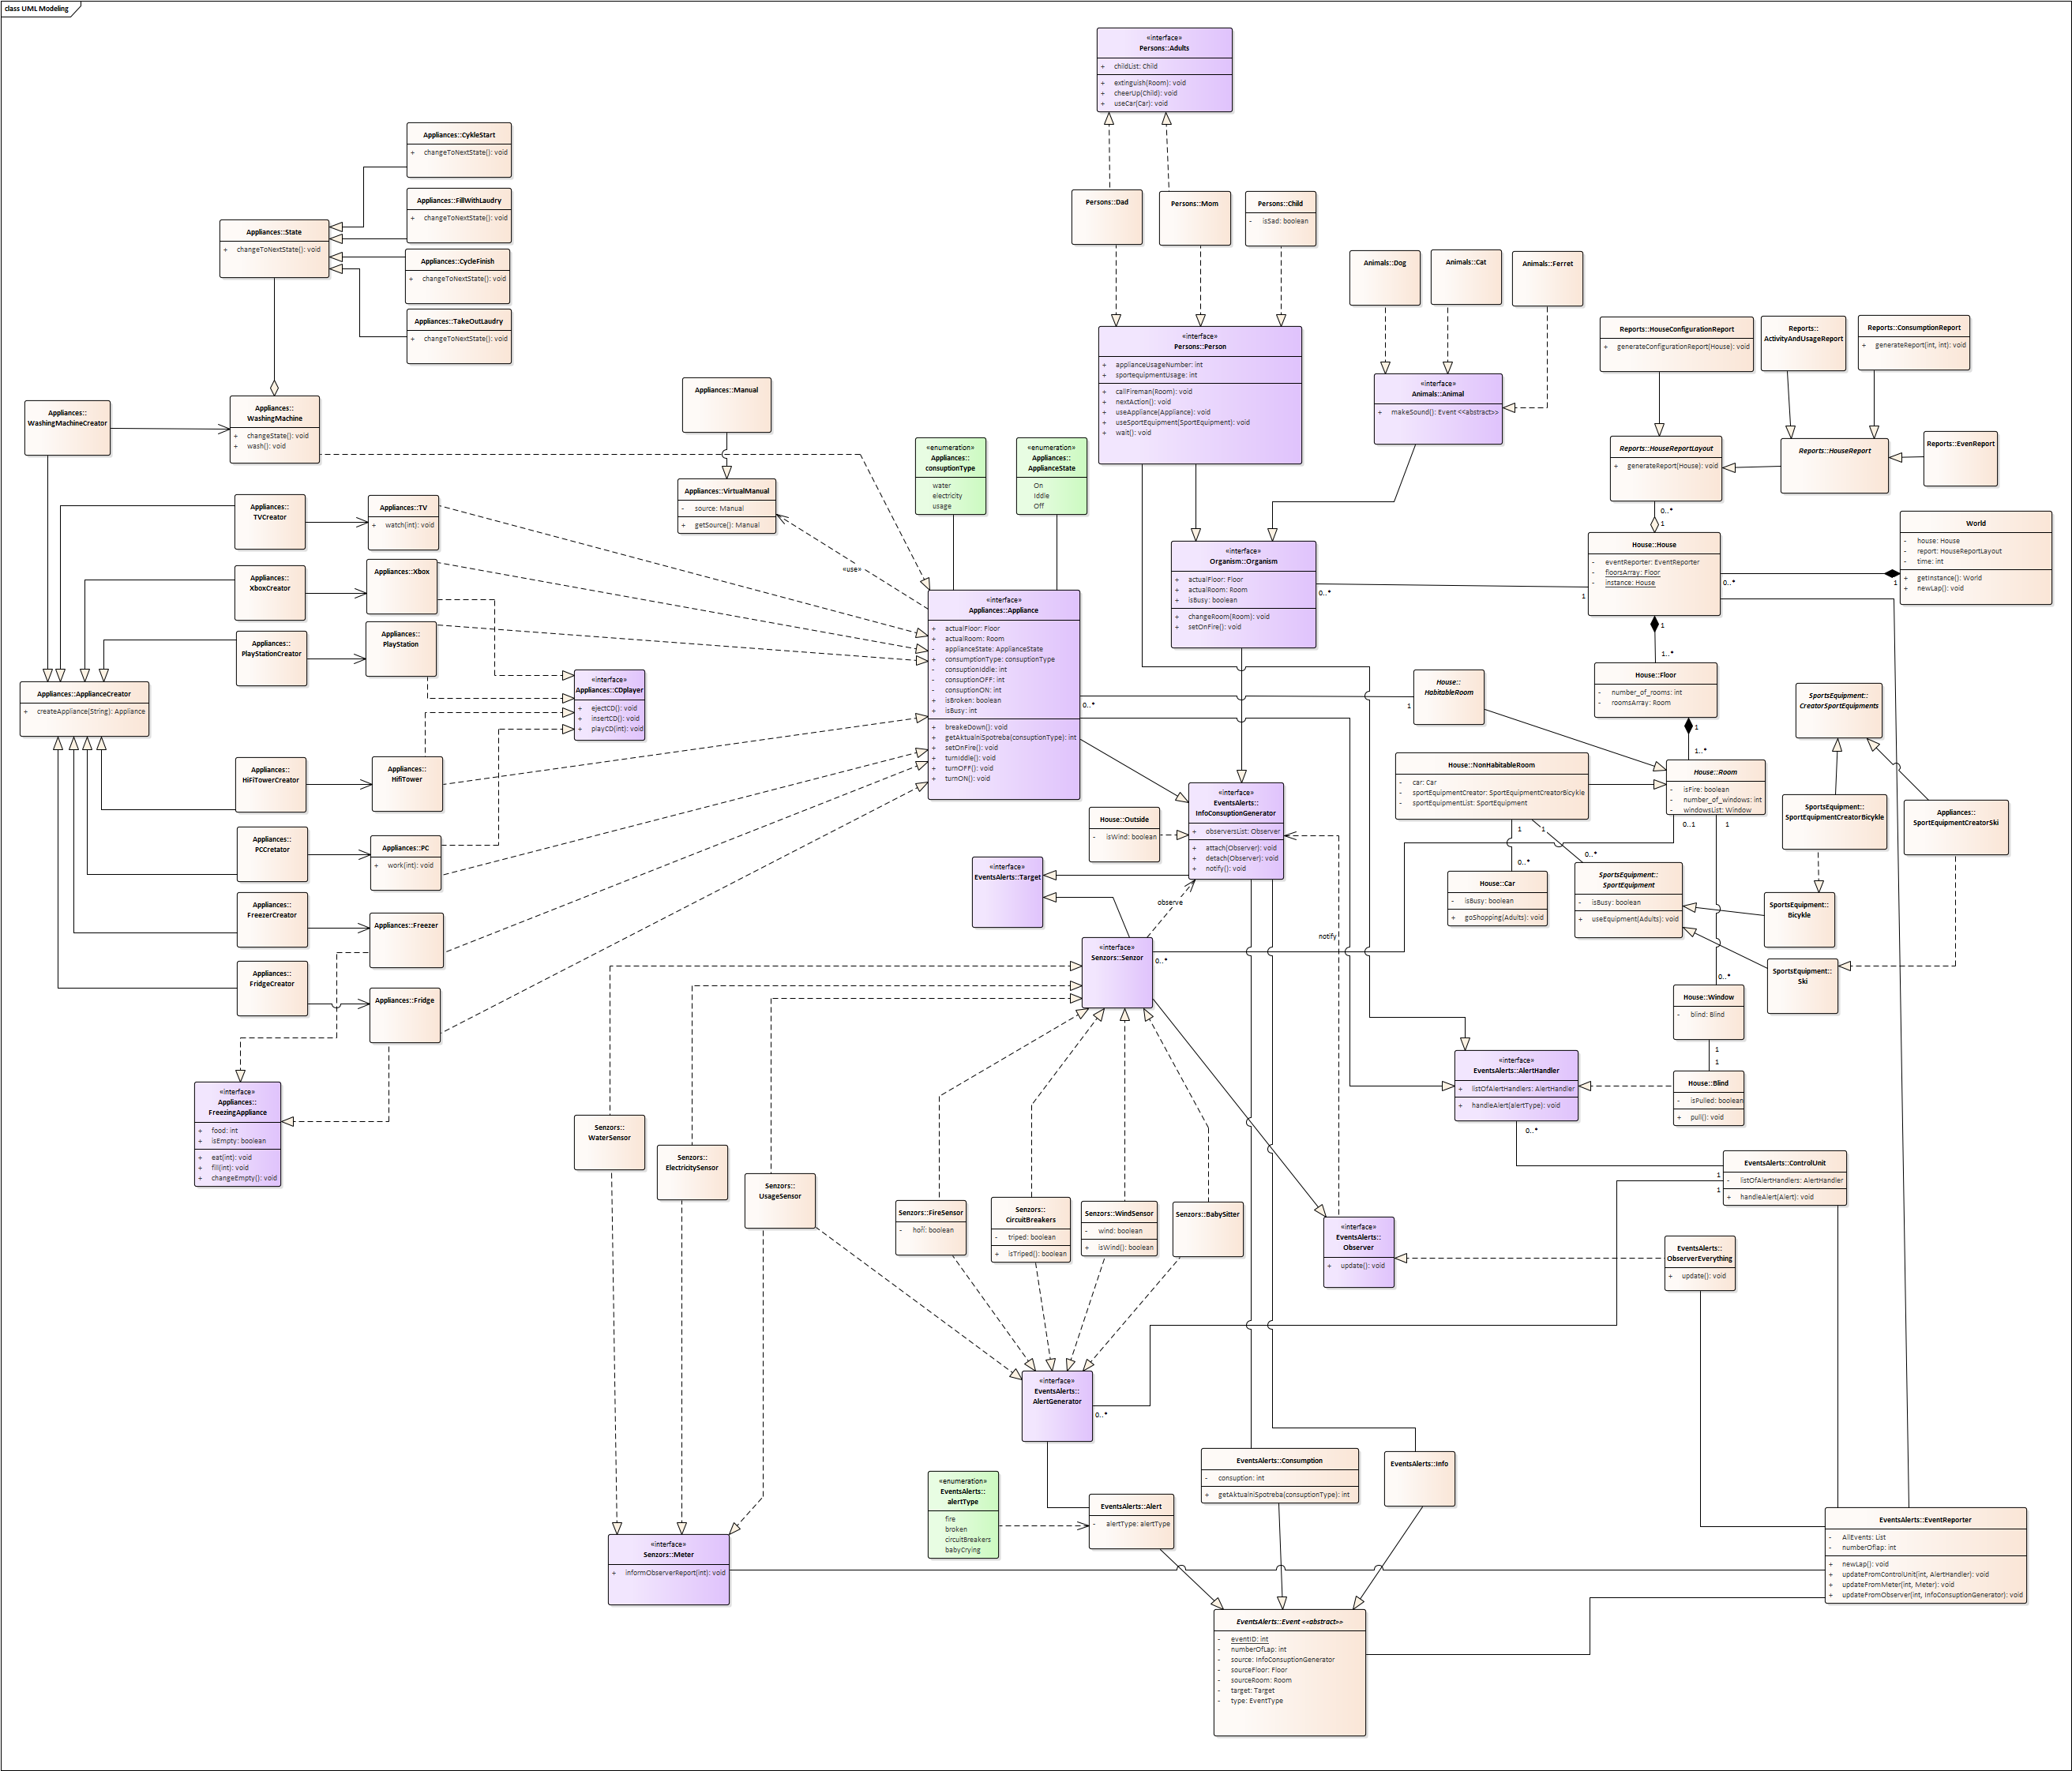 class UML Modeling
«interface»
Persons::Adults
+ childList: Child
+ extinguish(Room): void
+ cheerUp(Child): void
+ useCar(Car): void
Appliances::CykleStart
+ changeToNextState(): void
Appliances::FillWithLaudry
+ changeToNextState(): void
Appliances::State
+ changeToNextState(): void
Appliances::CycleFinish
+ changeToNextState(): void
Appliances::TakeOutLaudry
+ changeToNextState(): void
Persons::Dad
Persons::Mom
Persons::Child
- isSad: boolean
Animals::Dog
Animals::Cat
Animals::Ferret
«interface»
Persons::Person
+ applianceUsageNumber: int
+ sportequipmentUsage: int
+ callFireman(Room): void
+ nextAction(): void
+ useAppliance(Appliance): void
+ useSportEquipment(SportEquipment): void
+ wait(): void
«interface»
Animals::Animal
+ makeSound(): Event <<abstract>>
Reports::HouseConfigurationReport
+ generateConfigurationReport(House): void
Reports::
ActivityAndUsageReport
Reports::ConsumptionReport
+ generateReport(int, int): void
Reports::HouseReportLayout
+ generateReport(House): void
Reports::HouseReport
Reports::EvenReport
0..*
1
Appliances::
WashingMachineCreator
Appliances::
WashingMachine
+ changeState(): void
+ wash(): void
Appliances::Manual
Appliances::VirtualManual
- source: Manual
+ getSource(): Manual
«use»
«enumeration»
Appliances::
consuptionType
water
electricity
usage
«enumeration»
Appliances::
ApplianceState
On
Iddle
Off
Appliances::
TVCreator
Appliances::TV
+ watch(int): void
Appliances::
XboxCreator
Appliances::Xbox
Appliances::
PlayStationCreator
Appliances::
PlayStation
Appliances::ApplianceCreator
+ createAppliance(String): Appliance
«interface»
Appliances::CDplayer
+ ejectCD(): void
+ insertCD(): void
+ playCD(int): void
«interface»
Appliances::Appliance
+ actualFloor: Floor
+ actualRoom: Room
- applianceState: ApplianceState
+ consumptionType: consuptionType
- consuptionIddle: int
- consuptionOFF: int
- consuptionON: int
+ isBroken: boolean
+ isBusy: int
+ breakeDown(): void
+ getAktualniSpotreba(consuptionType): int
+ setOnFire(): void
+ turnIddle(): void
+ turnOFF(): void
+ turnON(): void
«interface»
Organism::Organism
+ actualFloor: Floor
+ actualRoom: Room
+ isBusy: boolean
+ changeRoom(Room): void
+ setOnFire(): void
0..*
1
House::House
- eventReporter: EventReporter
- floorsArray: Floor
- instance: House
0..*
1
World
- house: House
- report: HouseReportLayout
- time: int
+ getInstance(): World
+ newLap(): void
1
1..*
House::Floor
- number_of_rooms: int
- roomsArray: Room
1
1..*
0..*
1
House::
HabitableRoom
House::NonHabitableRoom
- car: Car
- sportEquipmentCreator: SportEquipmentCreatorBicykle
- sportEquipmentList: SportEquipment
House::Room
- isFire: boolean
- number_of_windows: int
- windowsList: Window
SportsEquipment::
CreatorSportEquipments
SportsEquipment::
SportEquipmentCreatorBicykle
Appliances::
SportEquipmentCreatorSki
0..1
1
1
1
0..*
0..*
House::Car
- isBusy: boolean
+ goShopping(Adults): void
SportsEquipment::
SportEquipment
- isBusy: boolean
+ useEquipment(Adults): void
SportsEquipment::
Bicykle
SportsEquipment::
Ski
0..*
House::Window
- blind: Blind
1
1
House::Blind
- isPulled: boolean
+ pull(): void
Appliances::
HiFiTowerCreator
Appliances::
HifiTower
Appliances::
PCCretator
Appliances::PC
+ work(int): void
Appliances::
FreezerCreator
Appliances::Freezer
Appliances::
FridgeCreator
Appliances::Fridge
«interface»
Appliances::
FreezingAppliance
+ food: int
+ isEmpty: boolean
+ eat(int): void
+ fill(int): void
+ changeEmpty(): void
House::Outside
- isWind: boolean
«interface»
EventsAlerts::
InfoConsuptionGenerator
+ observersList: Observer
+ attach(Observer): void
+ detach(Observer): void
+ notify(): void
«interface»
EventsAlerts::Target
observe
notify
«interface»
Senzors::Senzor
0..*
«interface»
EventsAlerts::AlertHandler
+ listOfAlertHandlers: AlertHandler
+ handleAlert(alertType): void
0..*
1
1
EventsAlerts::ControlUnit
- listOfAlertHandlers: AlertHandler
+ handleAlert(Alert): void
Senzors::
WaterSensor
Senzors::
ElectricitySensor
Senzors::
UsageSensor
Senzors::FireSensor
- hoří: boolean
Senzors::
CircuitBreakers
- triped: boolean
+ isTriped(): boolean
Senzors::WindSensor
- wind: boolean
+ isWind(): boolean
Senzors::BabySitter
«interface»
EventsAlerts::
Observer
+ update(): void
EventsAlerts::
ObserverEverything
+ update(): void
«interface»
EventsAlerts::
AlertGenerator
0..*
«enumeration»
EventsAlerts::
alertType
fire
broken
circuitBreakers
babyCrying
EventsAlerts::Alert
- alertType: alertType
EventsAlerts::Consumption
- consuption: int
+ getAktualniSpotreba(consuptionType): int
EventsAlerts::Info
«interface»
Senzors::Meter
+ informObserverReport(int): void
EventsAlerts::EventReporter
- AllEvents: List
- numberOflap: int
+ newLap(): void
+ updateFromControlUnit(int, AlertHandler): void
+ updateFromMeter(int, Meter): void
+ updateFromObserver(int, InfoConsuptionGenerator): void
EventsAlerts::Event <<abstract>>
- eventID: int
- numberOfLap: int
- source: InfoConsuptionGenerator
- sourceFloor: Floor
- sourceRoom: Room
- target: Target
- type: EventType